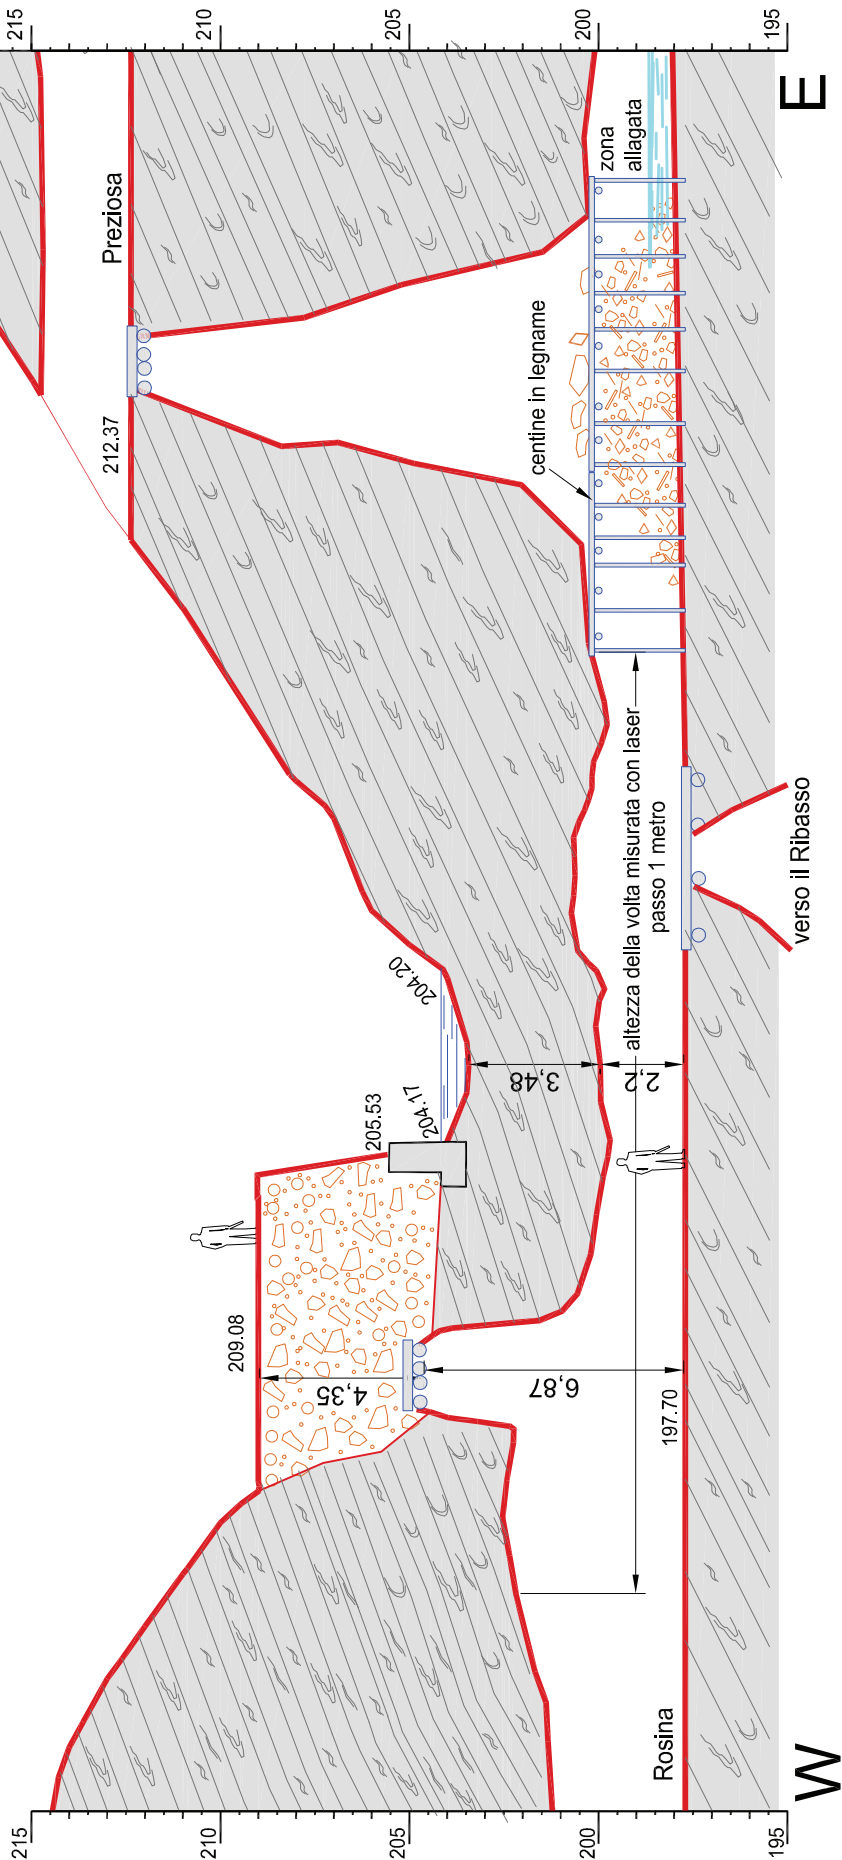 215
210
205
200
195
E
Preziosa
zona
allagata
212.37
centine in legname
altezza della volta misurata con laser
passo 1 metro
verso il Ribasso
204.20
204.17
205.53
3,48
2,2
209.08
4,35
6,87
197.70
Rosina
W
215
210
205
200
195